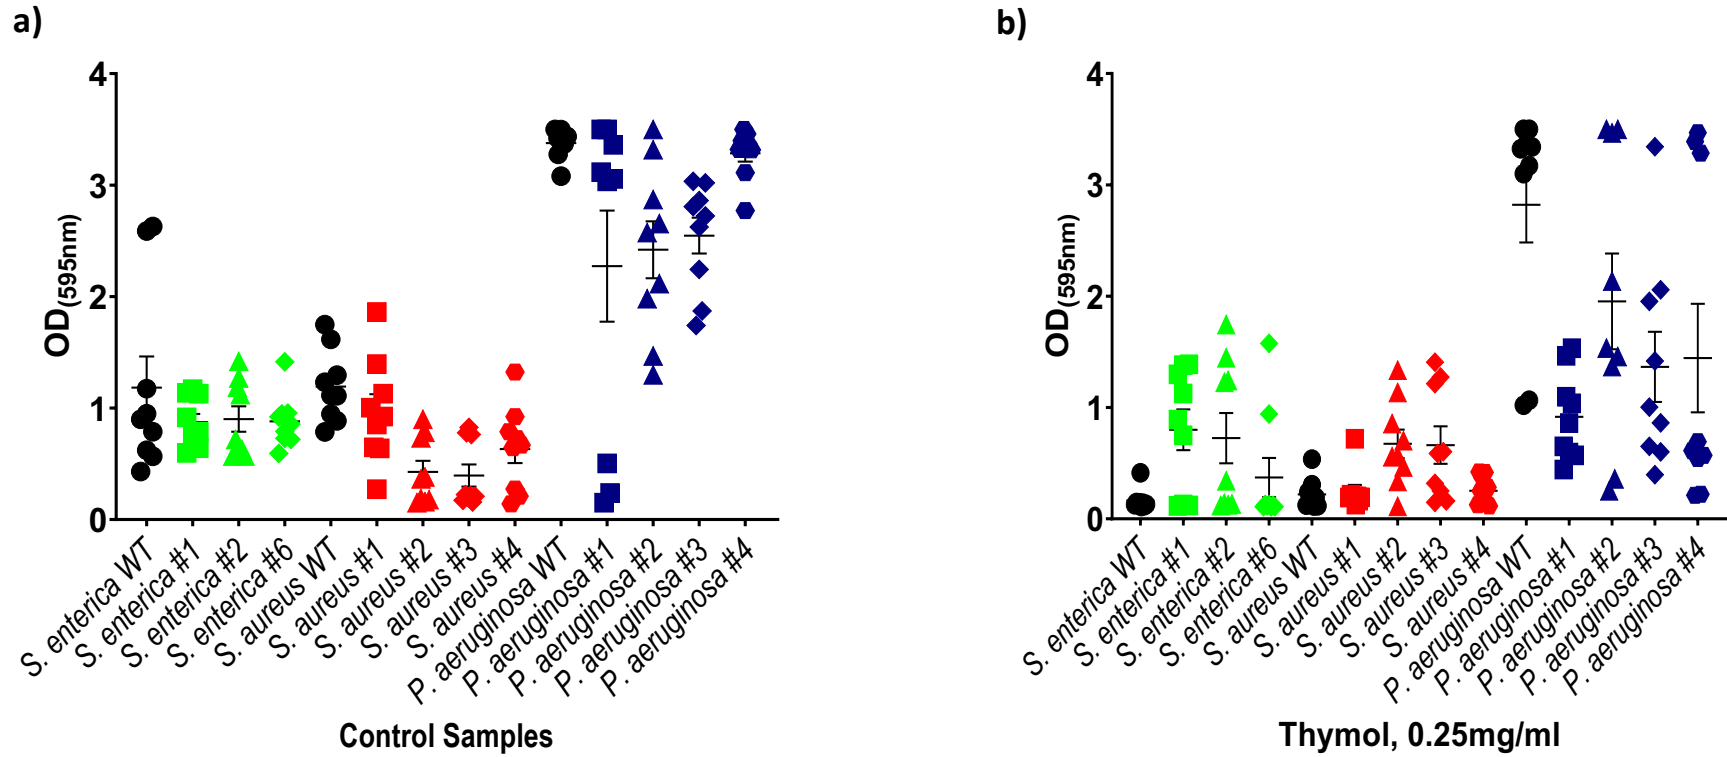 a)
4
3
2
1
0
OD(595nm)
S. enterica WT
S. enterica #1
S. enterica #2
S. enterica #6
S. aureus WT
S. aureus #1
S. aureus #2
S. aureus #3
S. aureus #4
P. aeruginosa WT
P. aeruginosa #1
P. aeruginosa #2
P. aeruginosa #3
P. aeruginosa #4
Control Samples
b)
4
3
2
1
0
OD(595nm)
S. enterica WT
S. enterica #1
S. enterica #2
S. enterica #6
S. aureus WT
S. aureus #1
S. aureus #2
S. aureus #3
S. aureus #4
P. aeruginosa WT
P. aeruginosa #1
P. aeruginosa #2
P. aeruginosa #3
P. aeruginosa #4
Thymol, 0.25mg/ml